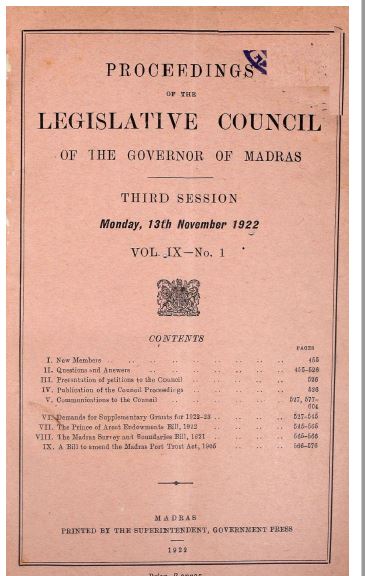 PROCEEDINGS
OF THE
LEGISLATIVE COUNCIL
OF THE GOVERNOR OF MADRAS
THIRD SESSION
Monday, 13th November 1922
VOL. IX—No. 1
CONTENTS
PAGES
I. New Members .. .. .. .. .. .. .. .. 455
II. Questions and Answers .. .. .. .. .. .. 455-526
III. Presentation of petitions to the Council .. .. .. .. .. 526
IV. Publication of the Council Proceedings .. .. .. .. .. 526
V. Communications to the Council .. .. .. .. .. 527, 577-
604
VI. Demands for Supplementary Grants for 1922-23 .. .. .. .. 527-545
VII. The Prince of Arcot Endowments Bill, 1922 .. .. .. .. 545-565
VIII. The Madras Survey and Boundaries Bill, 1921 .. .. .. .. 565-566
IX. A Bill to amend the Madras Port Trust Act, 1905 .. .. .. 566-576
MADRAS
PRINTED BY THE SUPERINTENDENT, GOVERNMENT PRESS
1922